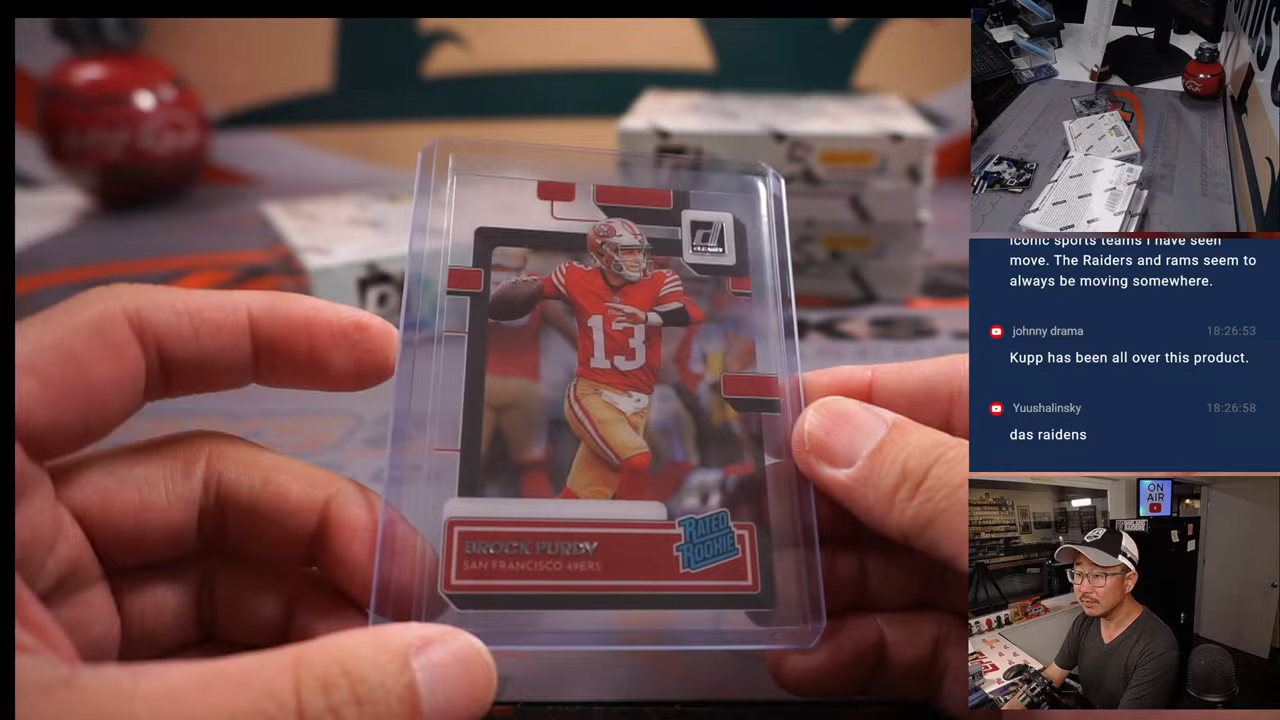 13
BROCK PURDY
SAN FRANCISCO 49ERS
RATED
ROOKIE
iconic sports teams I have seen
move. The Raiders and rams seem to
always be moving somewhere.
johnny drama 18:26:53
Kupp has been all over this product.
Yuushalinsky 18:26:58
das raidens
ON
AIR